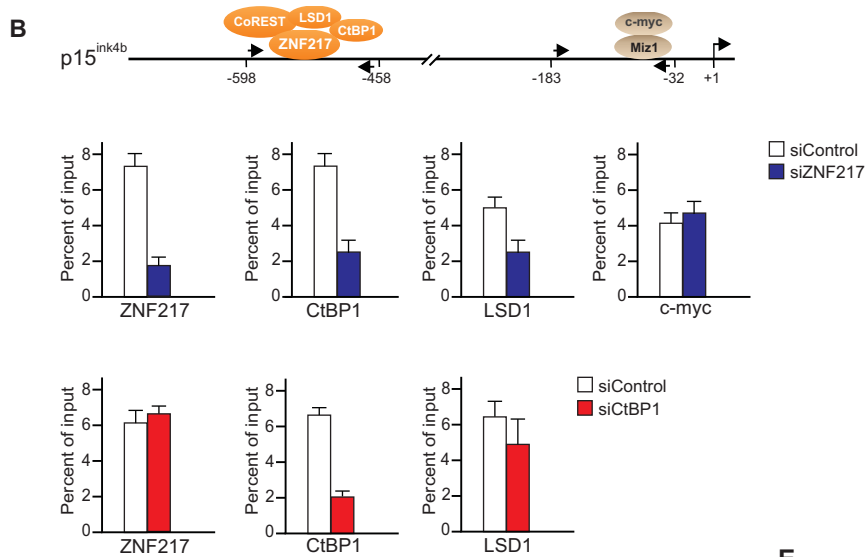 B
CoREST LSD1 CtBP1
ZNF217
c-myc
Miz1
p15ink4b
-598 -458 -183 -32 +1
siControl
siZNF217
Percent of input
8
6
4
2
0
ZNF217
Percent of input
8
6
4
2
0
CtBP1
Percent of input
8
6
4
2
0
LSD1
Percent of input
8
6
4
2
0
c-myc
siControl
siCtBP1
Percent of input
8
6
4
2
0
ZNF217
Percent of input
8
6
4
2
0
CtBP1
Percent of input
8
6
4
2
0
LSD1